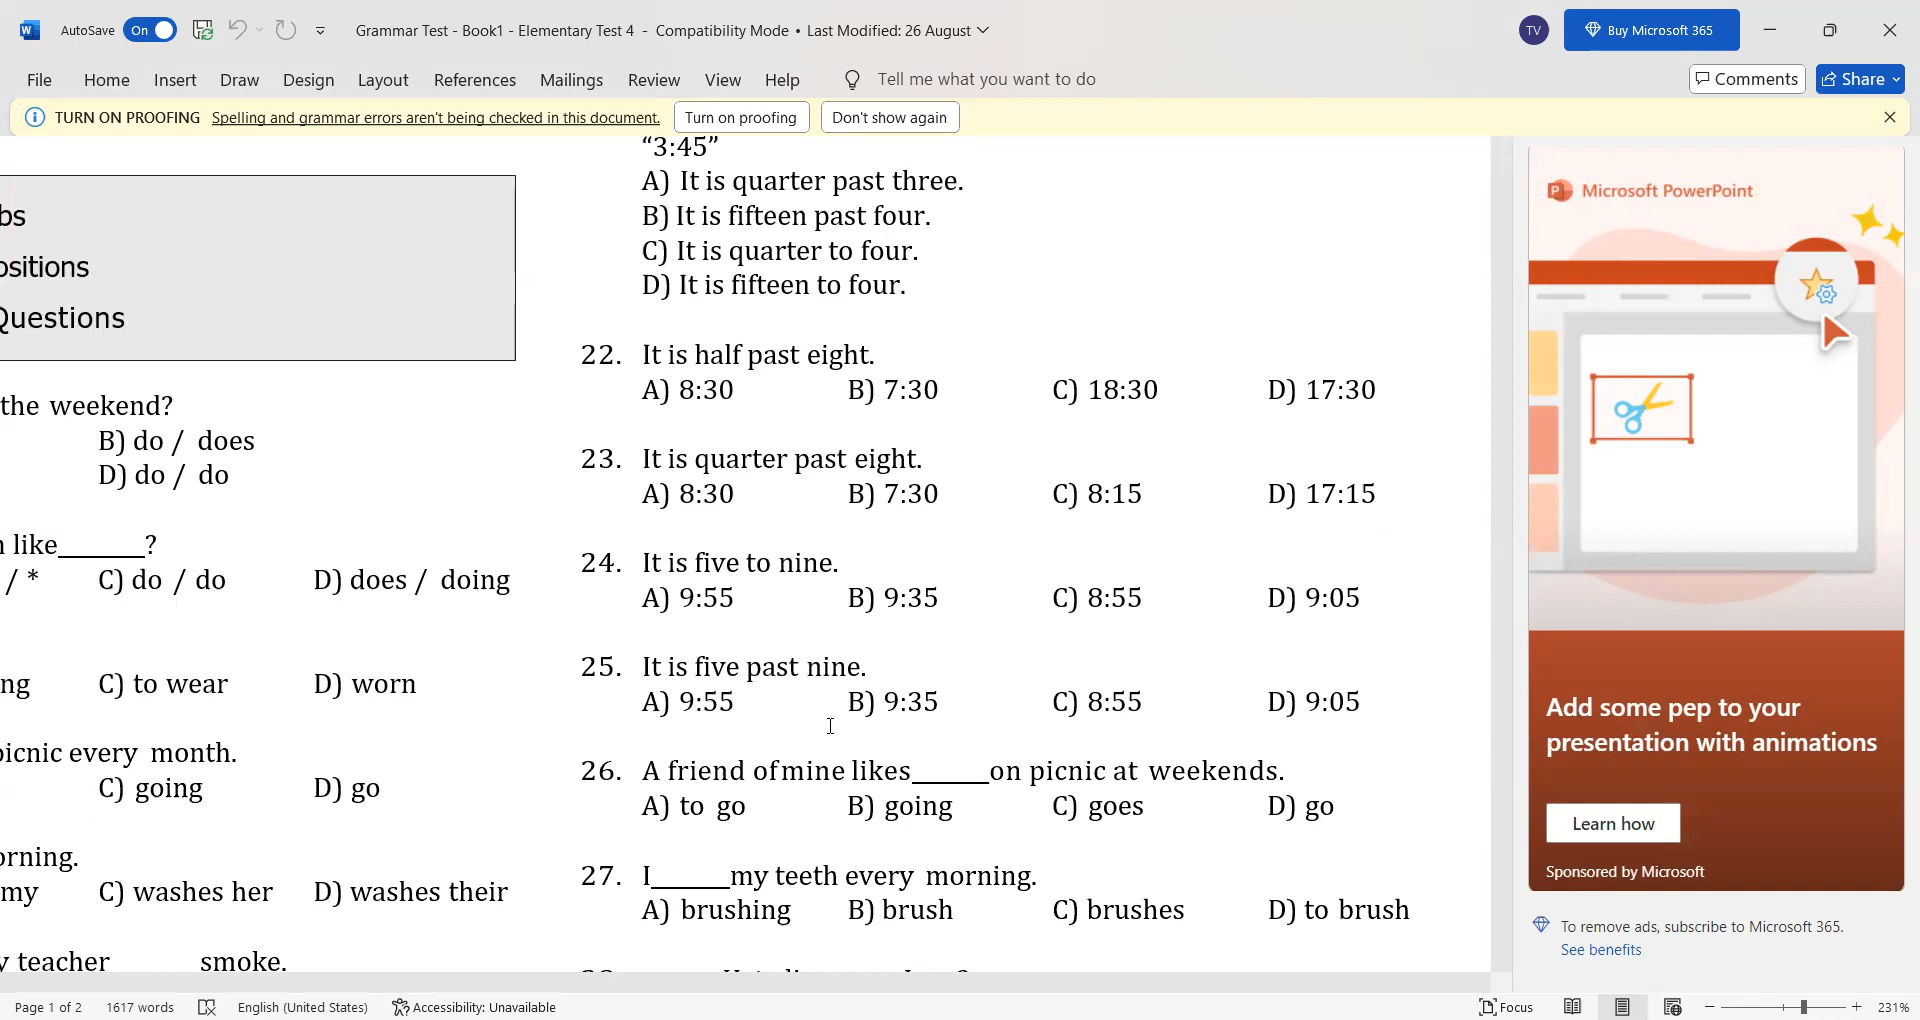 AutoSave On
Grammar Test - Book1 - Elementary Test 4 - Compatibility Mode • Last Modified: 26 August
TV
Buy Microsoft 365
File Home Insert Draw Design Layout References Mailings Review View Help Tell me what you want to do
Comments Share
TURN ON PROOFING Spelling and grammar errors aren't being checked in this document. Turn on proofing Don't show again
bs
ositions
Questions
the weekend?
B) do / does
D) do / do
n like______?
/ * C) do / do D) does / doing
ng C) to wear D) worn
picnic every month.
C) going D) go
orning.
my C) washes her D) washes their
y teacher ______ smoke.
“3:45”
A) It is quarter past three.
B) It is fifteen past four.
C) It is quarter to four.
D) It is fifteen to four.
22. It is half past eight.
A) 8:30 B) 7:30 C) 18:30 D) 17:30
23. It is quarter past eight.
A) 8:30 B) 7:30 C) 8:15 D) 17:15
24. It is five to nine.
A) 9:55 B) 9:35 C) 8:55 D) 9:05
25. It is five past nine.
A) 9:55 B) 9:35 C) 8:55 D) 9:05
26. A friend of mine likes______on picnic at weekends.
A) to go B) going C) goes D) go
27. I______my teeth every morning.
A) brushing B) brush C) brushes D) to brush
Microsoft PowerPoint
Add some pep to your
presentation with animations
Learn how
Sponsored by Microsoft
To remove ads, subscribe to Microsoft 365.
See benefits
Page 1 of 2 1617 words English (United States) Accessibility: Unavailable Focus 231%